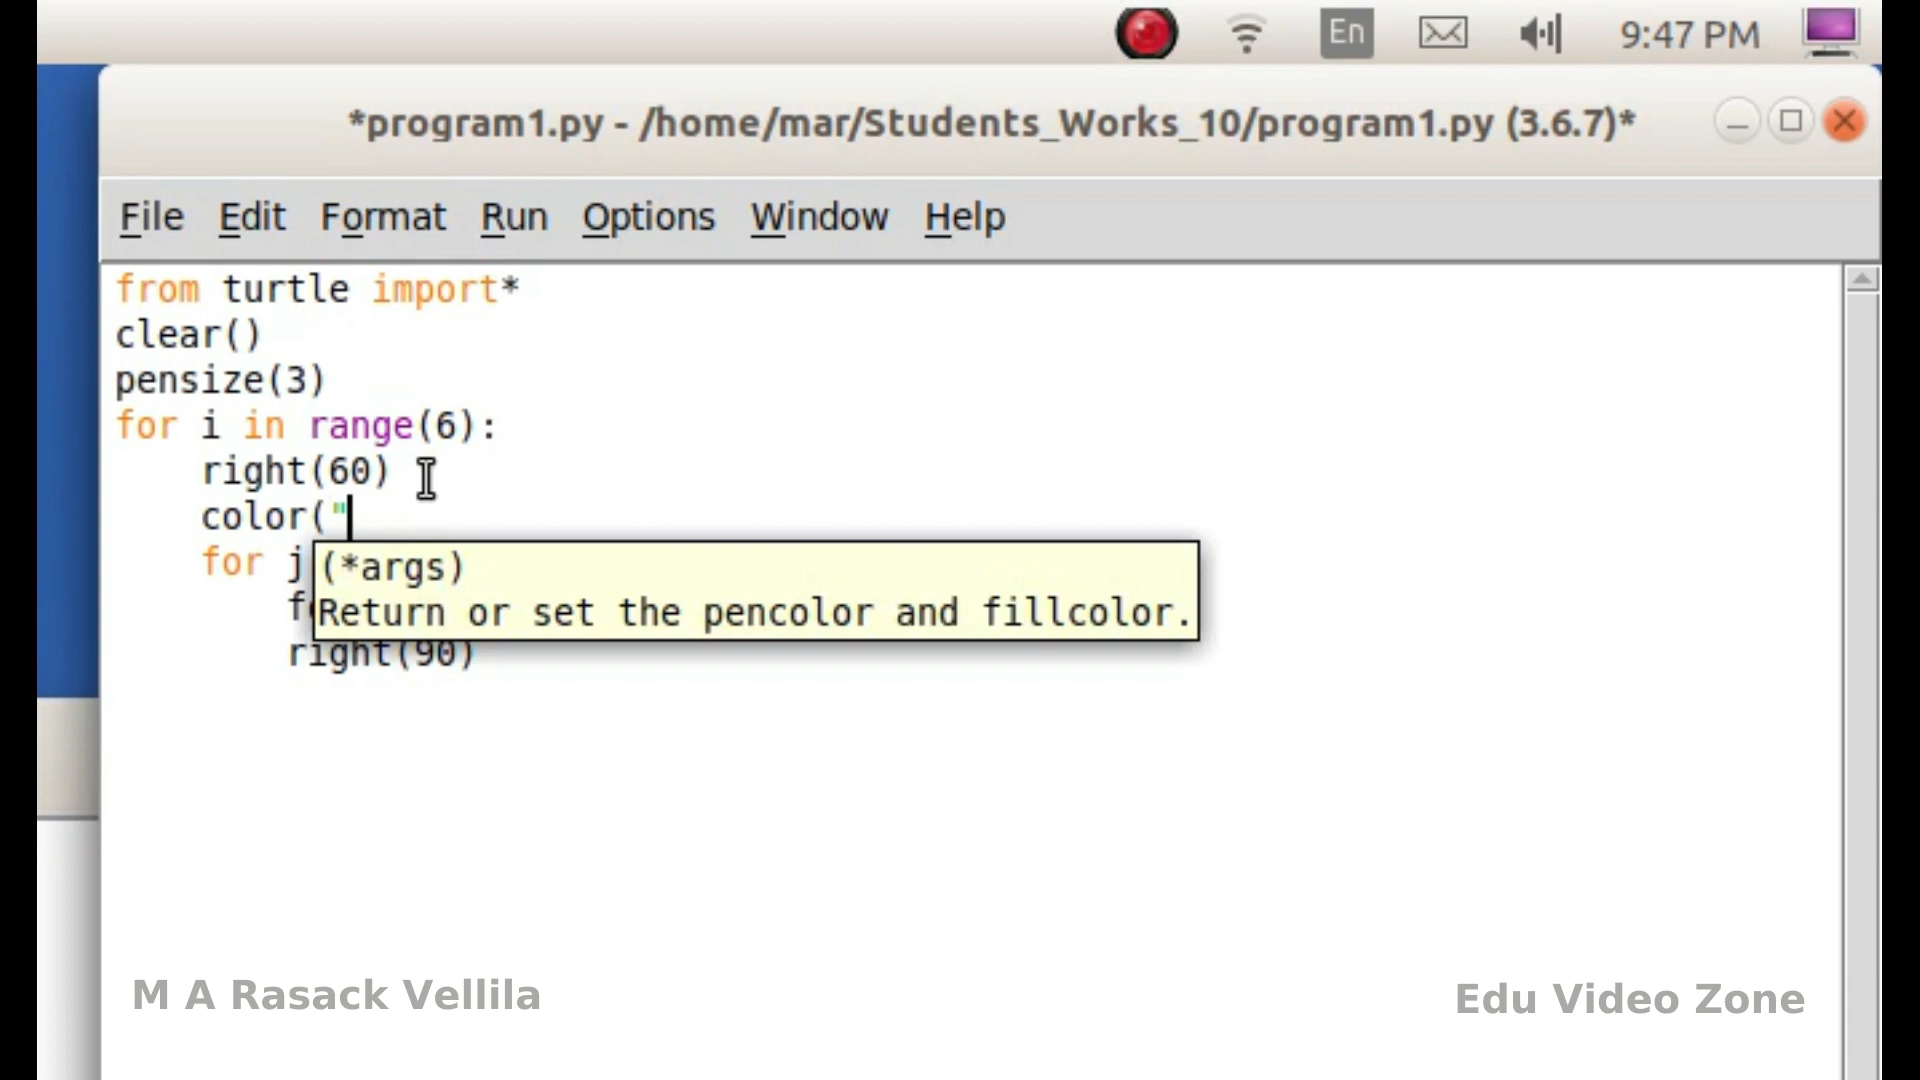 En 9:47 PM
*program1.py - /home/mar/Students_Works_10/program1.py (3.6.7)*
File Edit Format Run Options Window Help
from turtle import*
clear()
pensize(3)
for i in range(6):
right(60)
color("
for j
(*args)
Return or set the pencolor and fillcolor.
right(90)
M A Rasack Vellila
Edu Video Zone